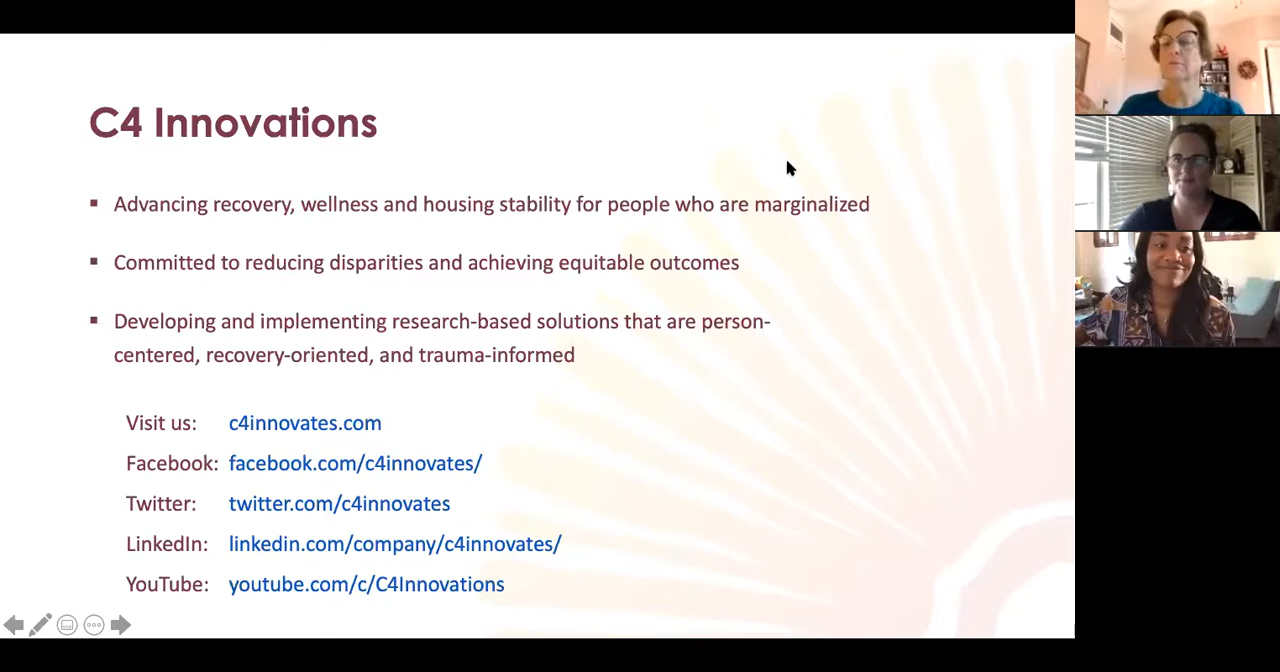 C4 Innovations
▪ Advancing recovery, wellness and housing stability for people who are marginalized
▪ Committed to reducing disparities and achieving equitable outcomes
▪ Developing and implementing research-based solutions that are person-
centered, recovery-oriented, and trauma-informed
Visit us: c4innovates.com
Facebook: facebook.com/c4innovates/
Twitter: twitter.com/c4innovates
LinkedIn: linkedin.com/company/c4innovates/
YouTube: youtube.com/c/C4Innovations